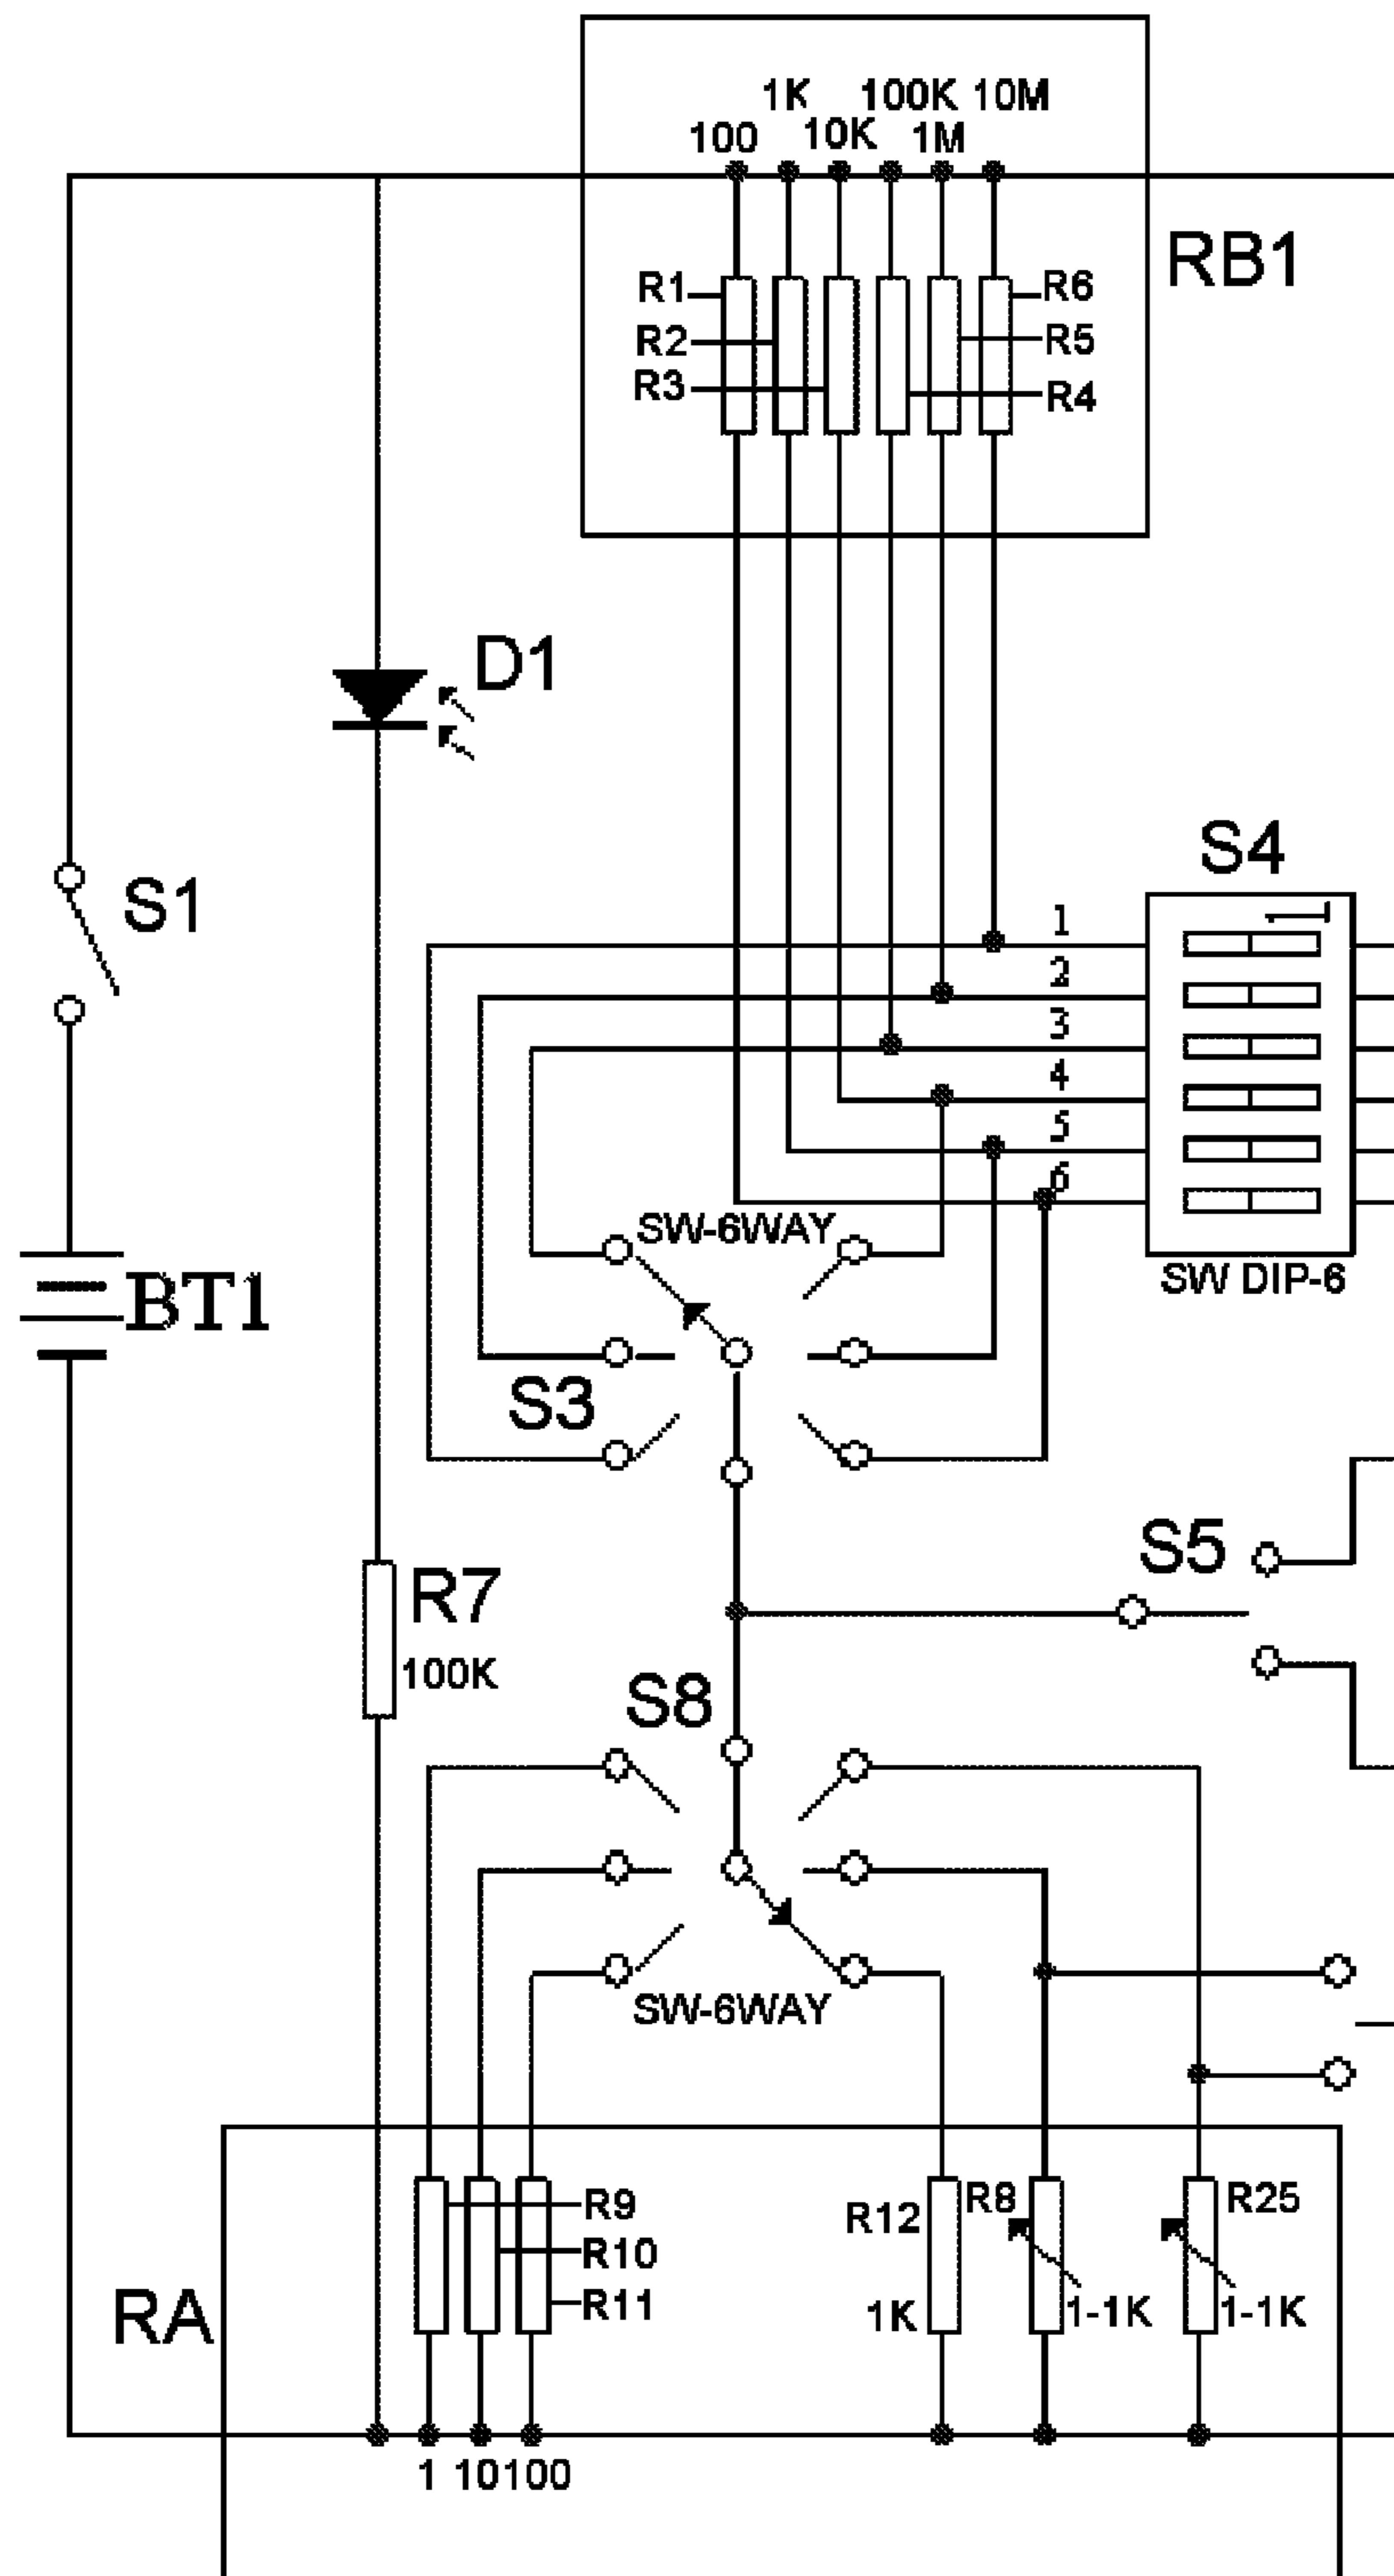 1K 100K 10M
100 10K 1M
RB1
R1 R6
R2 R5
R3 R4
D1
S4
S1
1
2
3
4
5
6
SW-6WAY
SW DIP-6
BT1
S3
S5
R7
100K
S8
SW-6WAY
R9 R12 R8 R25
R10
R11
RA 1K 1-1K 1-1K
1 10 100